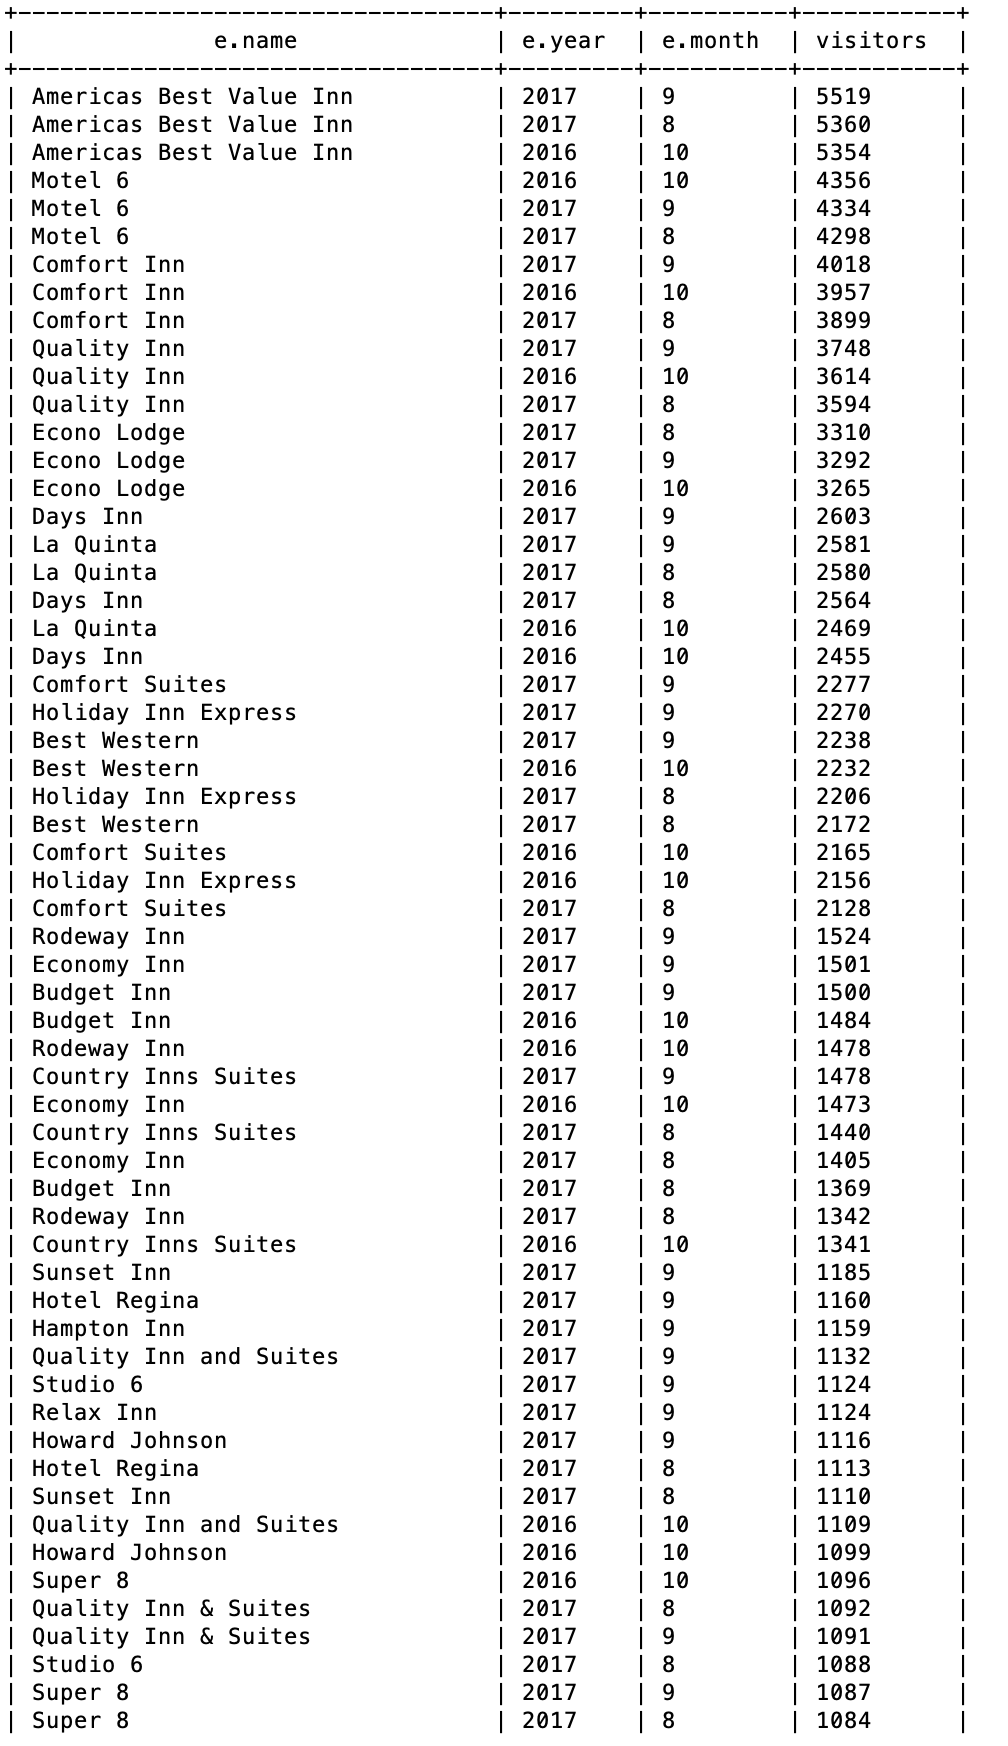 +----------------------------------+---------+----------+-----------+
| e.name | e.year | e.month | visitors |
+----------------------------------+---------+----------+-----------+
| Americas Best Value Inn | 2017 | 9 | 5519 |
| Americas Best Value Inn | 2017 | 8 | 5360 |
| Americas Best Value Inn | 2016 | 10 | 5354 |
| Motel 6 | 2016 | 10 | 4356 |
| Motel 6 | 2017 | 9 | 4334 |
| Motel 6 | 2017 | 8 | 4298 |
| Comfort Inn | 2017 | 9 | 4018 |
| Comfort Inn | 2016 | 10 | 3957 |
| Comfort Inn | 2017 | 8 | 3899 |
| Quality Inn | 2017 | 9 | 3748 |
| Quality Inn | 2016 | 10 | 3614 |
| Quality Inn | 2017 | 8 | 3594 |
| Econo Lodge | 2017 | 8 | 3310 |
| Econo Lodge | 2017 | 9 | 3292 |
| Econo Lodge | 2016 | 10 | 3265 |
| Days Inn | 2017 | 9 | 2603 |
| La Quinta | 2017 | 9 | 2581 |
| La Quinta | 2017 | 8 | 2580 |
| Days Inn | 2017 | 8 | 2564 |
| La Quinta | 2016 | 10 | 2469 |
| Days Inn | 2016 | 10 | 2455 |
| Comfort Suites | 2017 | 9 | 2277 |
| Holiday Inn Express | 2017 | 9 | 2270 |
| Best Western | 2017 | 9 | 2238 |
| Best Western | 2016 | 10 | 2232 |
| Holiday Inn Express | 2017 | 8 | 2206 |
| Best Western | 2017 | 8 | 2172 |
| Comfort Suites | 2016 | 10 | 2165 |
| Holiday Inn Express | 2016 | 10 | 2156 |
| Comfort Suites | 2017 | 8 | 2128 |
| Rodeway Inn | 2017 | 9 | 1524 |
| Economy Inn | 2017 | 9 | 1501 |
| Budget Inn | 2017 | 9 | 1500 |
| Budget Inn | 2016 | 10 | 1484 |
| Rodeway Inn | 2016 | 10 | 1478 |
| Country Inns Suites | 2017 | 9 | 1478 |
| Economy Inn | 2016 | 10 | 1473 |
| Country Inns Suites | 2017 | 8 | 1440 |
| Economy Inn | 2017 | 8 | 1405 |
| Budget Inn | 2017 | 8 | 1369 |
| Rodeway Inn | 2017 | 8 | 1342 |
| Country Inns Suites | 2016 | 10 | 1341 |
| Sunset Inn | 2017 | 9 | 1185 |
| Hotel Regina | 2017 | 9 | 1160 |
| Hampton Inn | 2017 | 9 | 1159 |
| Quality Inn and Suites | 2017 | 9 | 1132 |
| Studio 6 | 2017 | 9 | 1124 |
| Relax Inn | 2017 | 9 | 1124 |
| Howard Johnson | 2017 | 9 | 1116 |
| Hotel Regina | 2017 | 8 | 1113 |
| Sunset Inn | 2017 | 8 | 1110 |
| Quality Inn and Suites | 2016 | 10 | 1109 |
| Howard Johnson | 2016 | 10 | 1099 |
| Super 8 | 2016 | 10 | 1096 |
| Quality Inn & Suites | 2017 | 8 | 1092 |
| Quality Inn & Suites | 2017 | 9 | 1091 |
| Studio 6 | 2017 | 8 | 1088 |
| Super 8 | 2017 | 9 | 1087 |
| Super 8 | 2017 | 8 | 1084 |